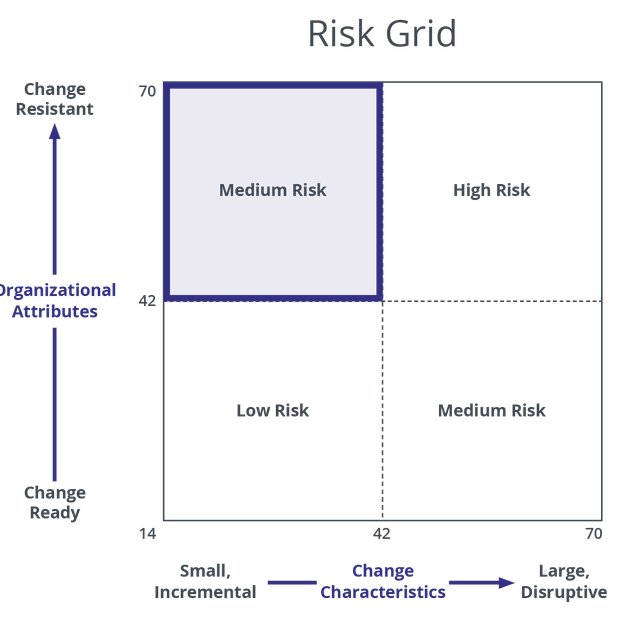 Risk Grid
Change
Resistant
70
Medium Risk
High Risk
Organizational
Attributes
42
Low Risk
Medium Risk
Change
Ready
14
42
70
Small,
Incremental
Change
Characteristics
Large,
Disruptive